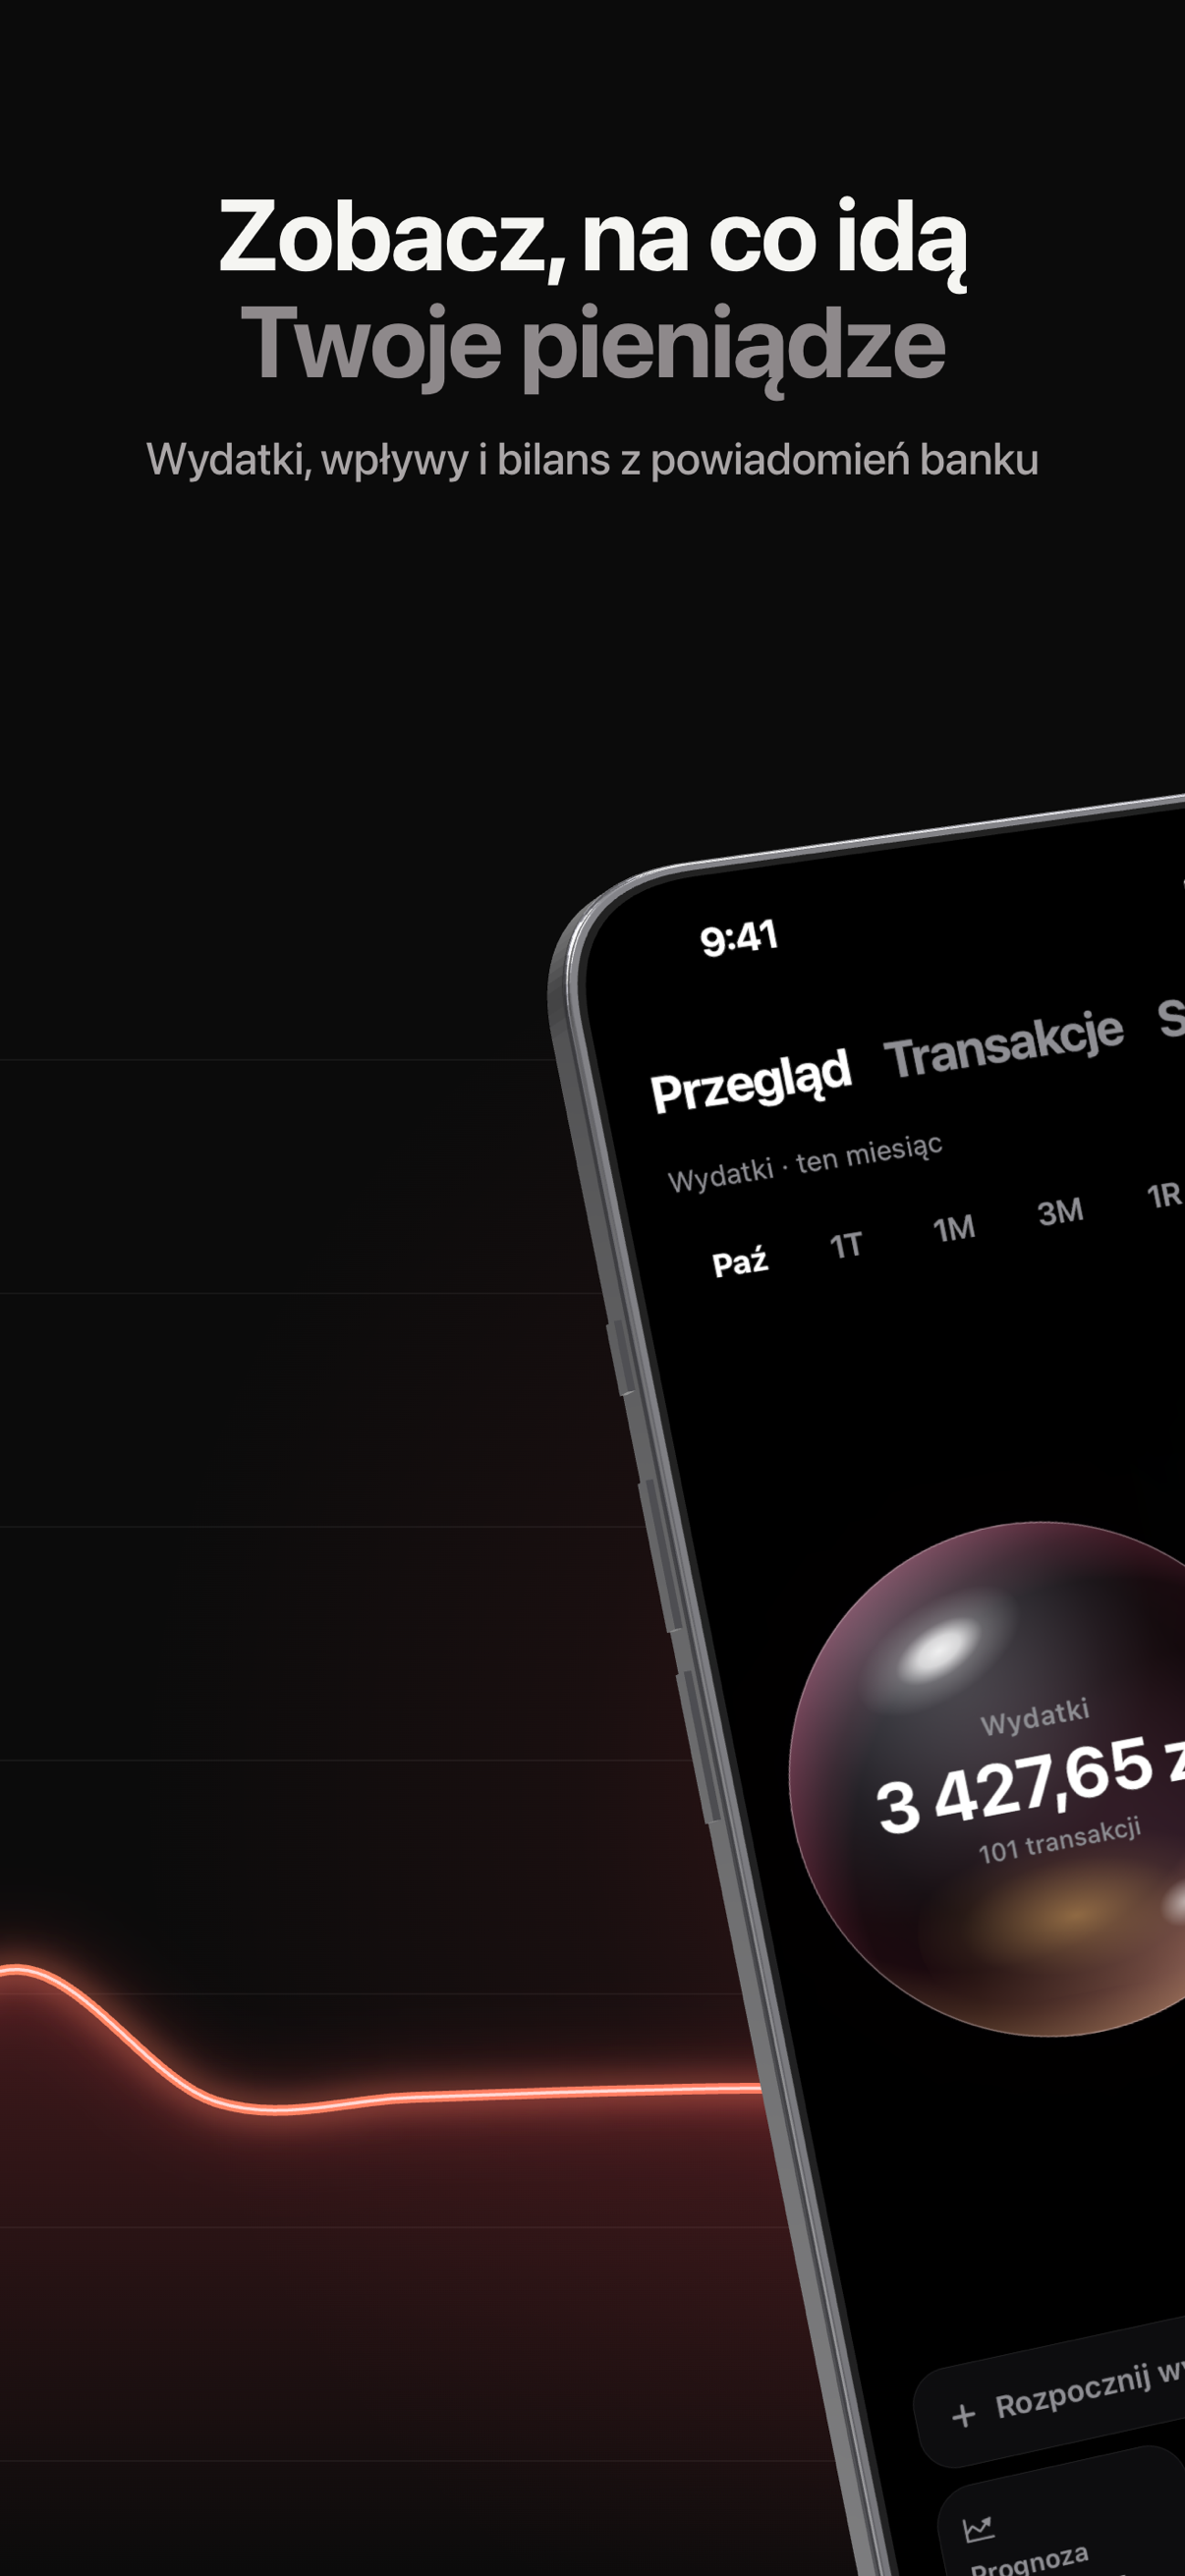 Zobacz, na co idą
Twoje pieniądze
Wydatki, wpływy i bilans z powiadomień banku
9:41
Przegląd Transakcje
Wydatki · ten miesiąc
Paź 1T 1M 3M 1R
Wydatki
3 427,65
101 transakcji
+ Rozpocznij
Prognoza